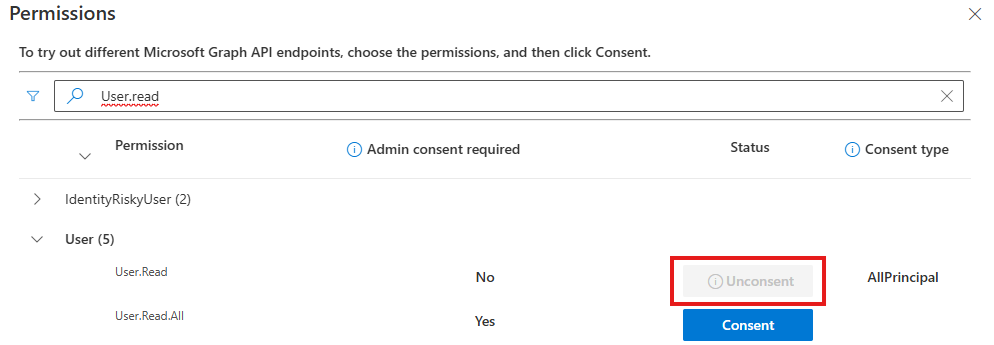 Permissions
To try out different Microsoft Graph API endpoints, choose the permissions, and then click Consent.
User.read
Permission Admin consent required Status Consent type
IdentityRiskyUser (2)
User (5)
User.Read No Unconsent AllPrincipal
User.Read.All Yes Consent